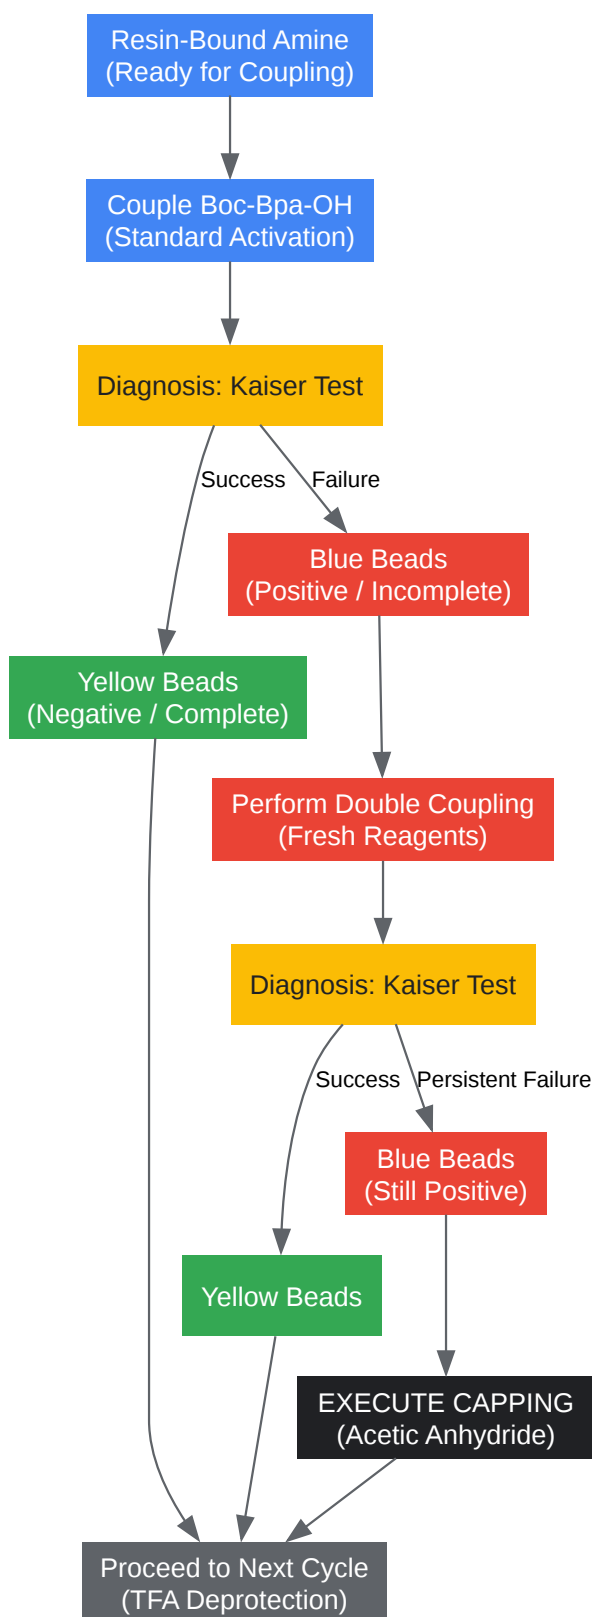 Resin-Bound Amine
(Ready for Coupling)
Couple Boc-Bpa-OH
(Standard Activation)
Diagnosis: Kaiser Test
Success
Failure
Blue Beads
(Positive / Incomplete)
Yellow Beads
(Negative / Complete)
Perform Double Coupling
(Fresh Reagents)
Diagnosis: Kaiser Test
Success
Persistent Failure
Blue Beads
(Still Positive)
Yellow Beads
EXECUTE CAPPING
(Acetic Anhydride)
Proceed to Next Cycle
(TFA Deprotection)